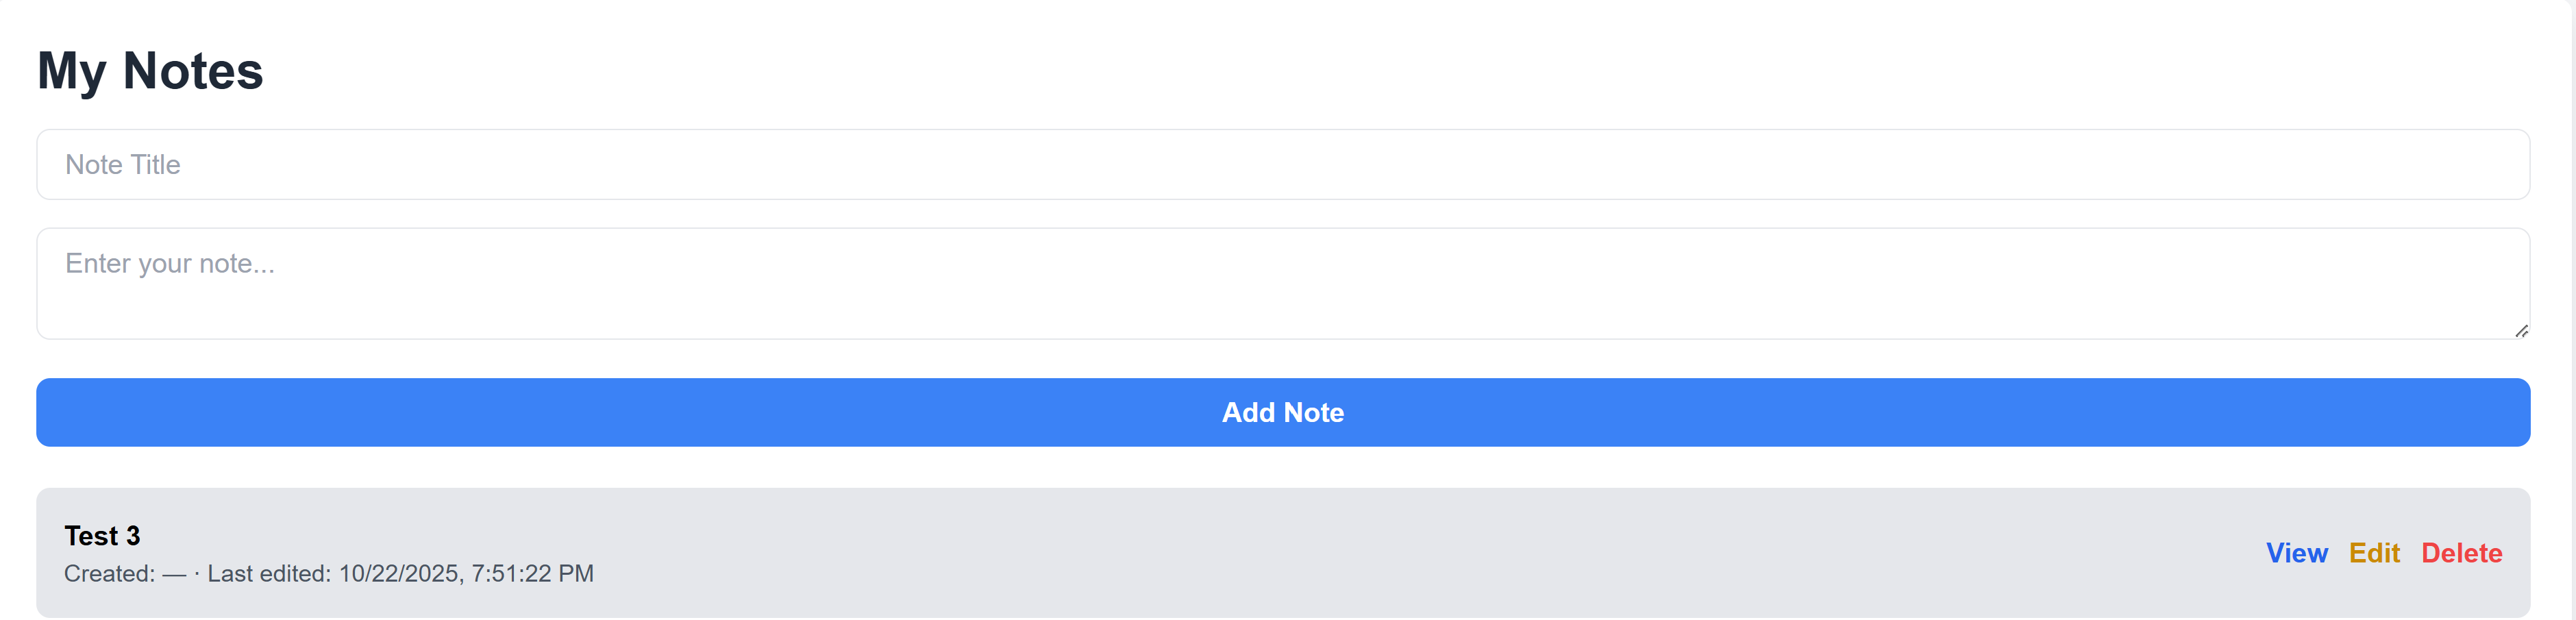 My Notes
Note Title
Enter your note...
Add Note
Test 3
Created: — · Last edited: 10/22/2025, 7:51:22 PM
View Edit Delete